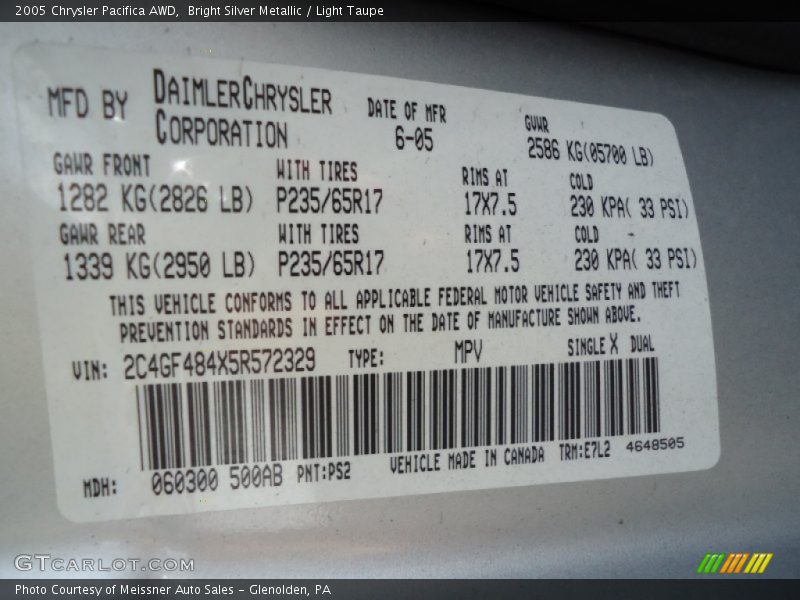 2005 Chrysler Pacifica AWD,  Bright Silver Metallic / Light Taupe
MFD BY DAIMLERCHRYSLER CORPORATION DATE OF MFR 6-05 GVWR 2586 KG(05700 LB)
GAWR FRONT WITH TIRES RIMS AT COLD
1282 KG(2826 LB) P235/65R17 17X7.5 230 KPA( 33 PSI)
GAWR REAR WITH TIRES RIMS AT COLD
1339 KG(2950 LB) P235/65R17 17X7.5 230 KPA( 33 PSI)
THIS VEHICLE CONFORMS TO ALL APPLICABLE FEDERAL MOTOR VEHICLE SAFETY AND THEFT
PREVENTION STANDARDS IN EFFECT ON THE DATE OF MANUFACTURE SHOWN ABOVE.
VIN: 2C4GF484X5R572329 TYPE: MPV SINGLE X DUAL
MDH: 060300 500AB PNT:PS2 VEHICLE MADE IN CANADA TRM:E7L2 4648505
GTCARLOT.COM
Photo Courtesy of Meissner Auto Sales - Glenolden, PA